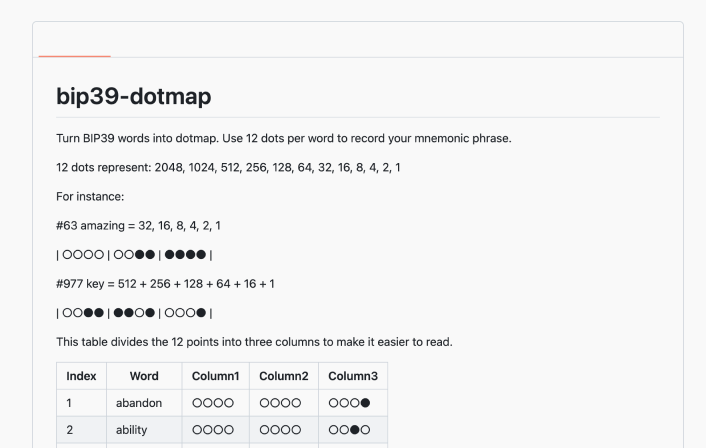 bip39-dotmap
Turn BIP39 words into dotmap. Use 12 dots per word to record your mnemonic phrase.
12 dots represent: 2048, 1024, 512, 256, 128, 64, 32, 16, 8, 4, 2, 1
For instance:
#63 amazing = 32, 16, 8, 4, 2, 1
| ○○○○ | ○○●● | ●●●● |
#977 key = 512 + 256 + 128 + 64 + 16 + 1
| ○○●● | ●●○● | ○○○● |
This table divides the 12 points into three columns to make it easier to read.
Index Word Column1 Column2 Column3
1 abandon ○○○○ ○○○○ ○○○●
2 ability ○○○○ ○○○○ ○○●○